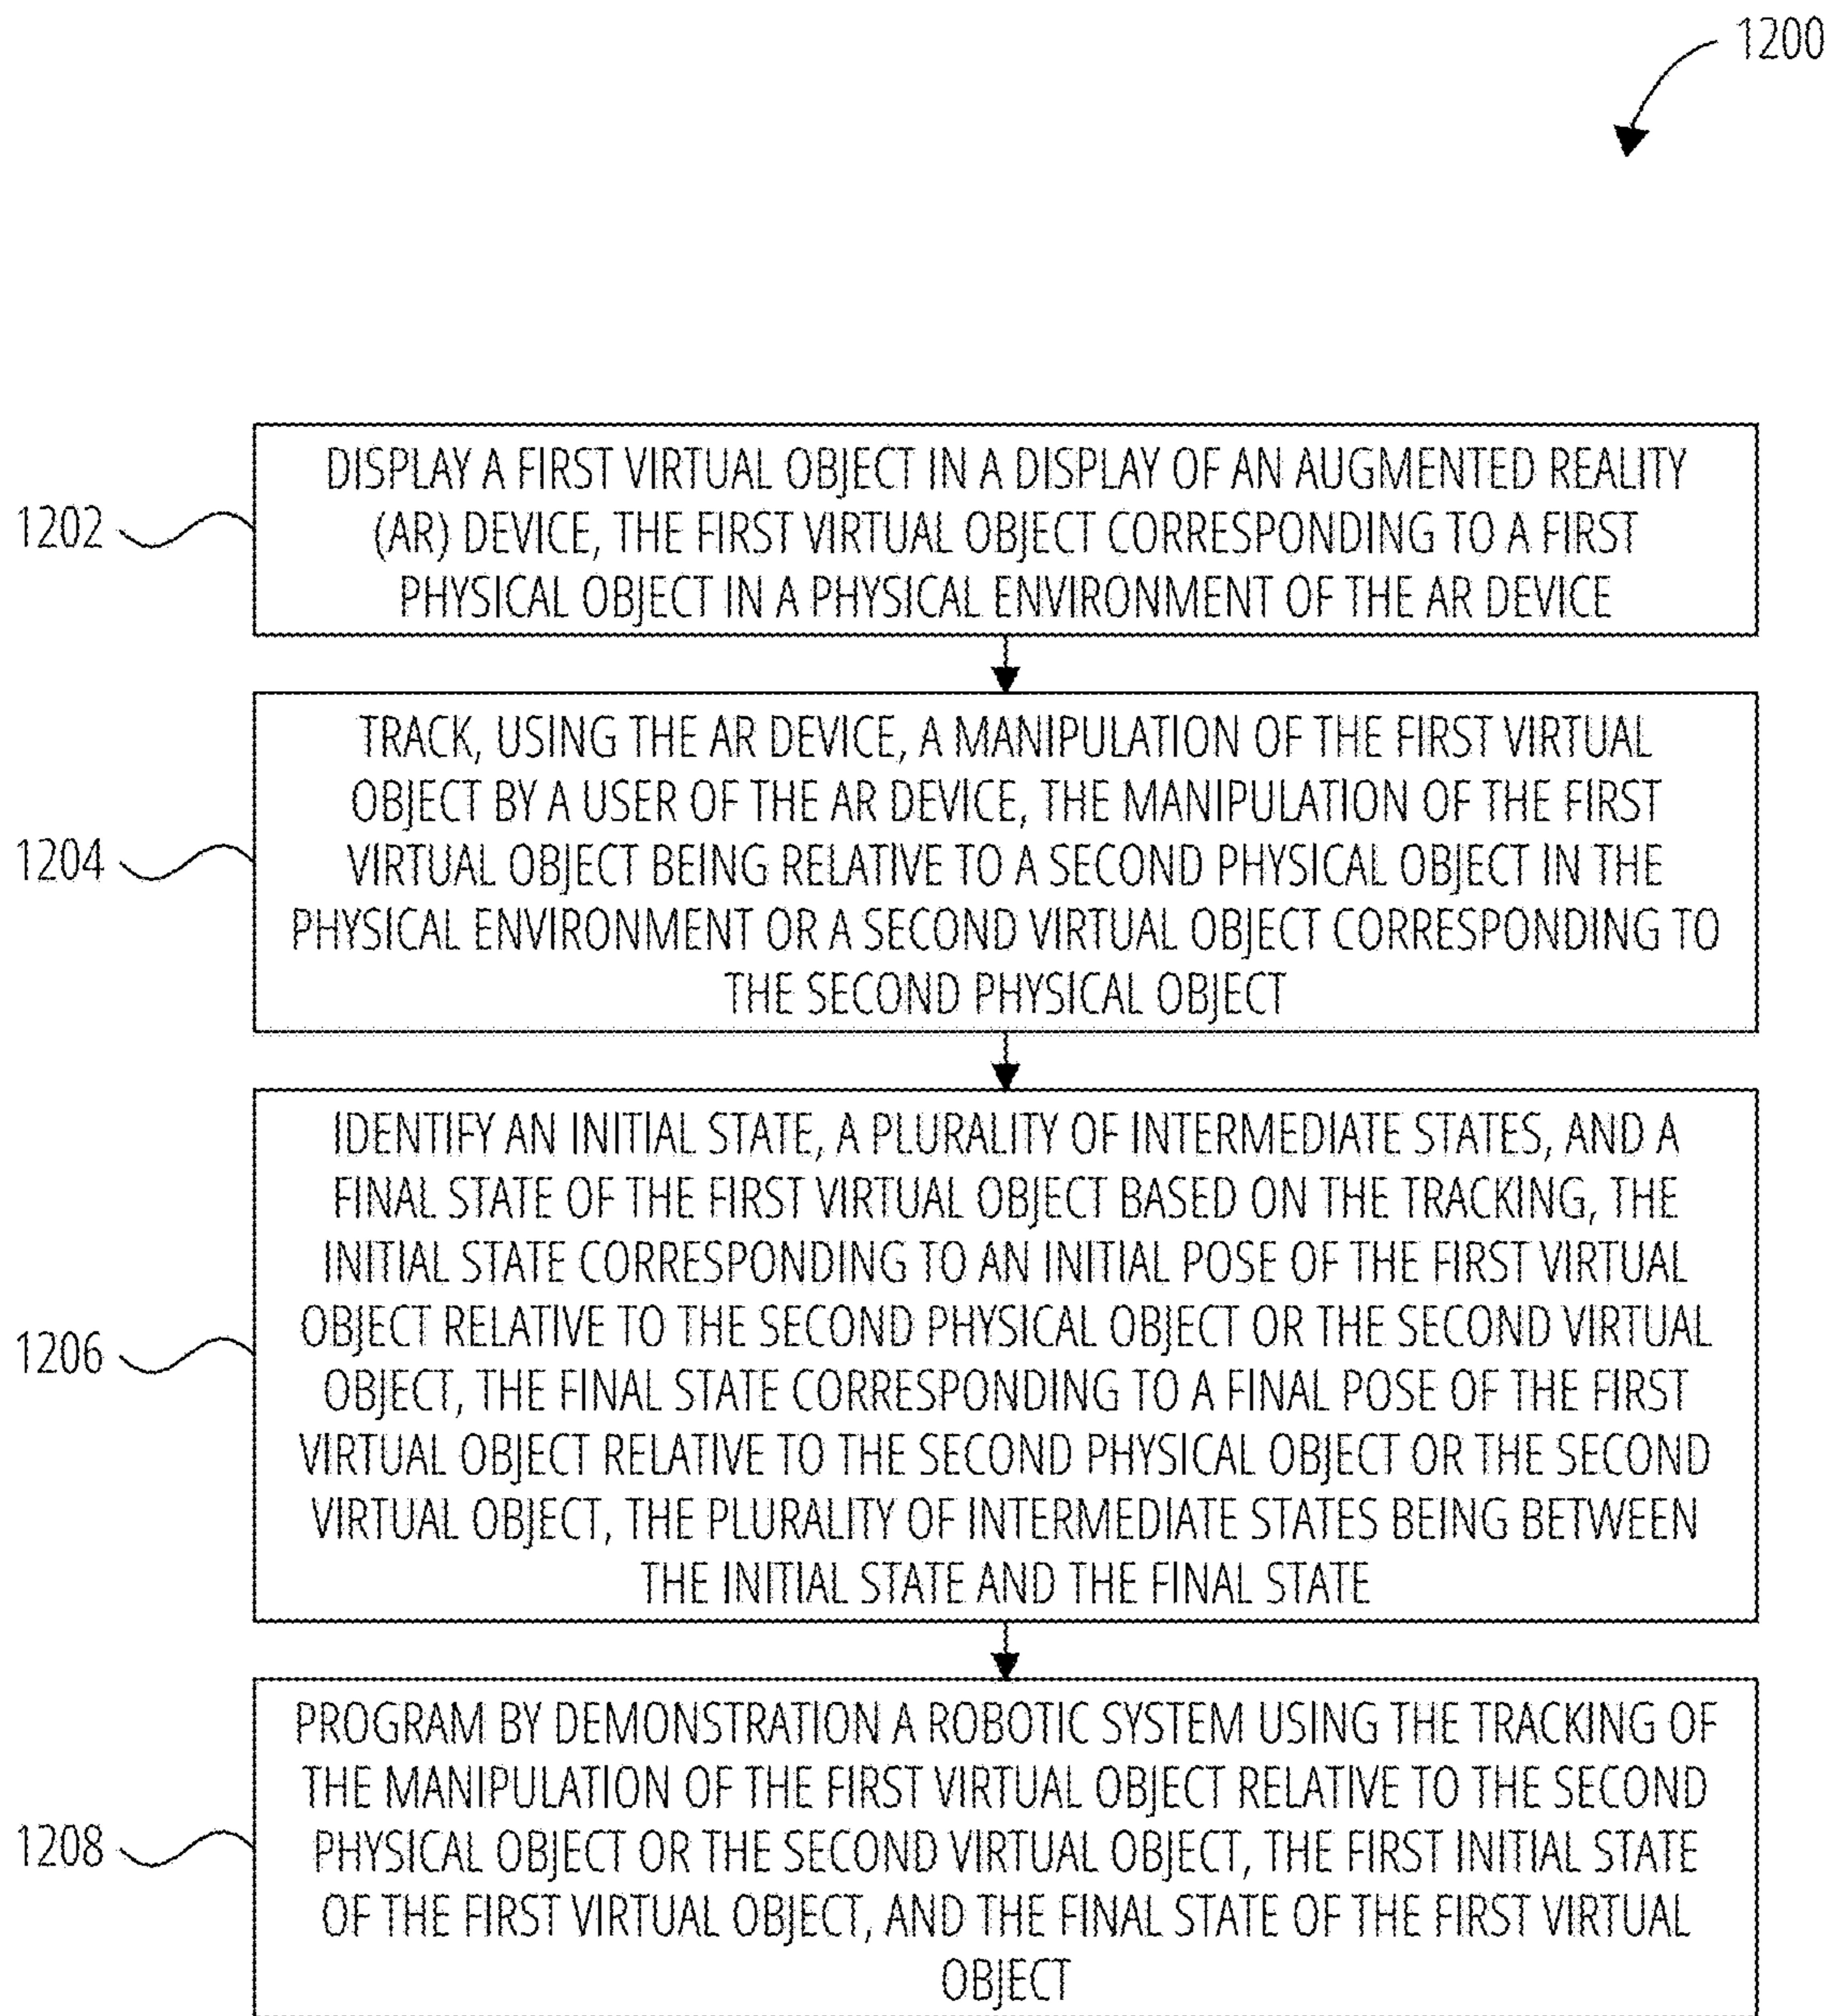 1200
1202
DISPLAY A FIRST VIRTUAL OBJECT IN A DISPLAY OF AN AUGMENTED REALITY
(AR) DEVICE, THE FIRST VIRTUAL OBJECT CORRESPONDING TO A FIRST
PHYSICAL OBJECT IN A PHYSICAL ENVIRONMENT OF THE AR DEVICE
1204
TRACK, USING THE AR DEVICE, A MANIPULATION OF THE FIRST VIRTUAL
OBJECT BY A USER OF THE AR DEVICE, THE MANIPULATION OF THE FIRST
VIRTUAL OBJECT BEING RELATIVE TO A SECOND PHYSICAL OBJECT IN THE
PHYSICAL ENVIRONMENT OR A SECOND VIRTUAL OBJECT CORRESPONDING TO
THE SECOND PHYSICAL OBJECT
1206
IDENTIFY AN INITIAL STATE, A PLURALITY OF INTERMEDIATE STATES, AND A
FINAL STATE OF THE FIRST VIRTUAL OBJECT BASED ON THE TRACKING, THE
INITIAL STATE CORRESPONDING TO AN INITIAL POSE OF THE FIRST VIRTUAL
OBJECT RELATIVE TO THE SECOND PHYSICAL OBJECT OR THE SECOND VIRTUAL
OBJECT, THE FINAL STATE CORRESPONDING TO A FINAL POSE OF THE FIRST
VIRTUAL OBJECT RELATIVE TO THE SECOND PHYSICAL OBJECT OR THE SECOND
VIRTUAL OBJECT, THE PLURALITY OF INTERMEDIATE STATES BEING BETWEEN
THE INITIAL STATE AND THE FINAL STATE
1208
PROGRAM BY DEMONSTRATION A ROBOTIC SYSTEM USING THE TRACKING OF
THE MANIPULATION OF THE FIRST VIRTUAL OBJECT RELATIVE TO THE SECOND
PHYSICAL OBJECT OR THE SECOND VIRTUAL OBJECT, THE FIRST INITIAL STATE
OF THE FIRST VIRTUAL OBJECT, AND THE FINAL STATE OF THE FIRST VIRTUAL
OBJECT